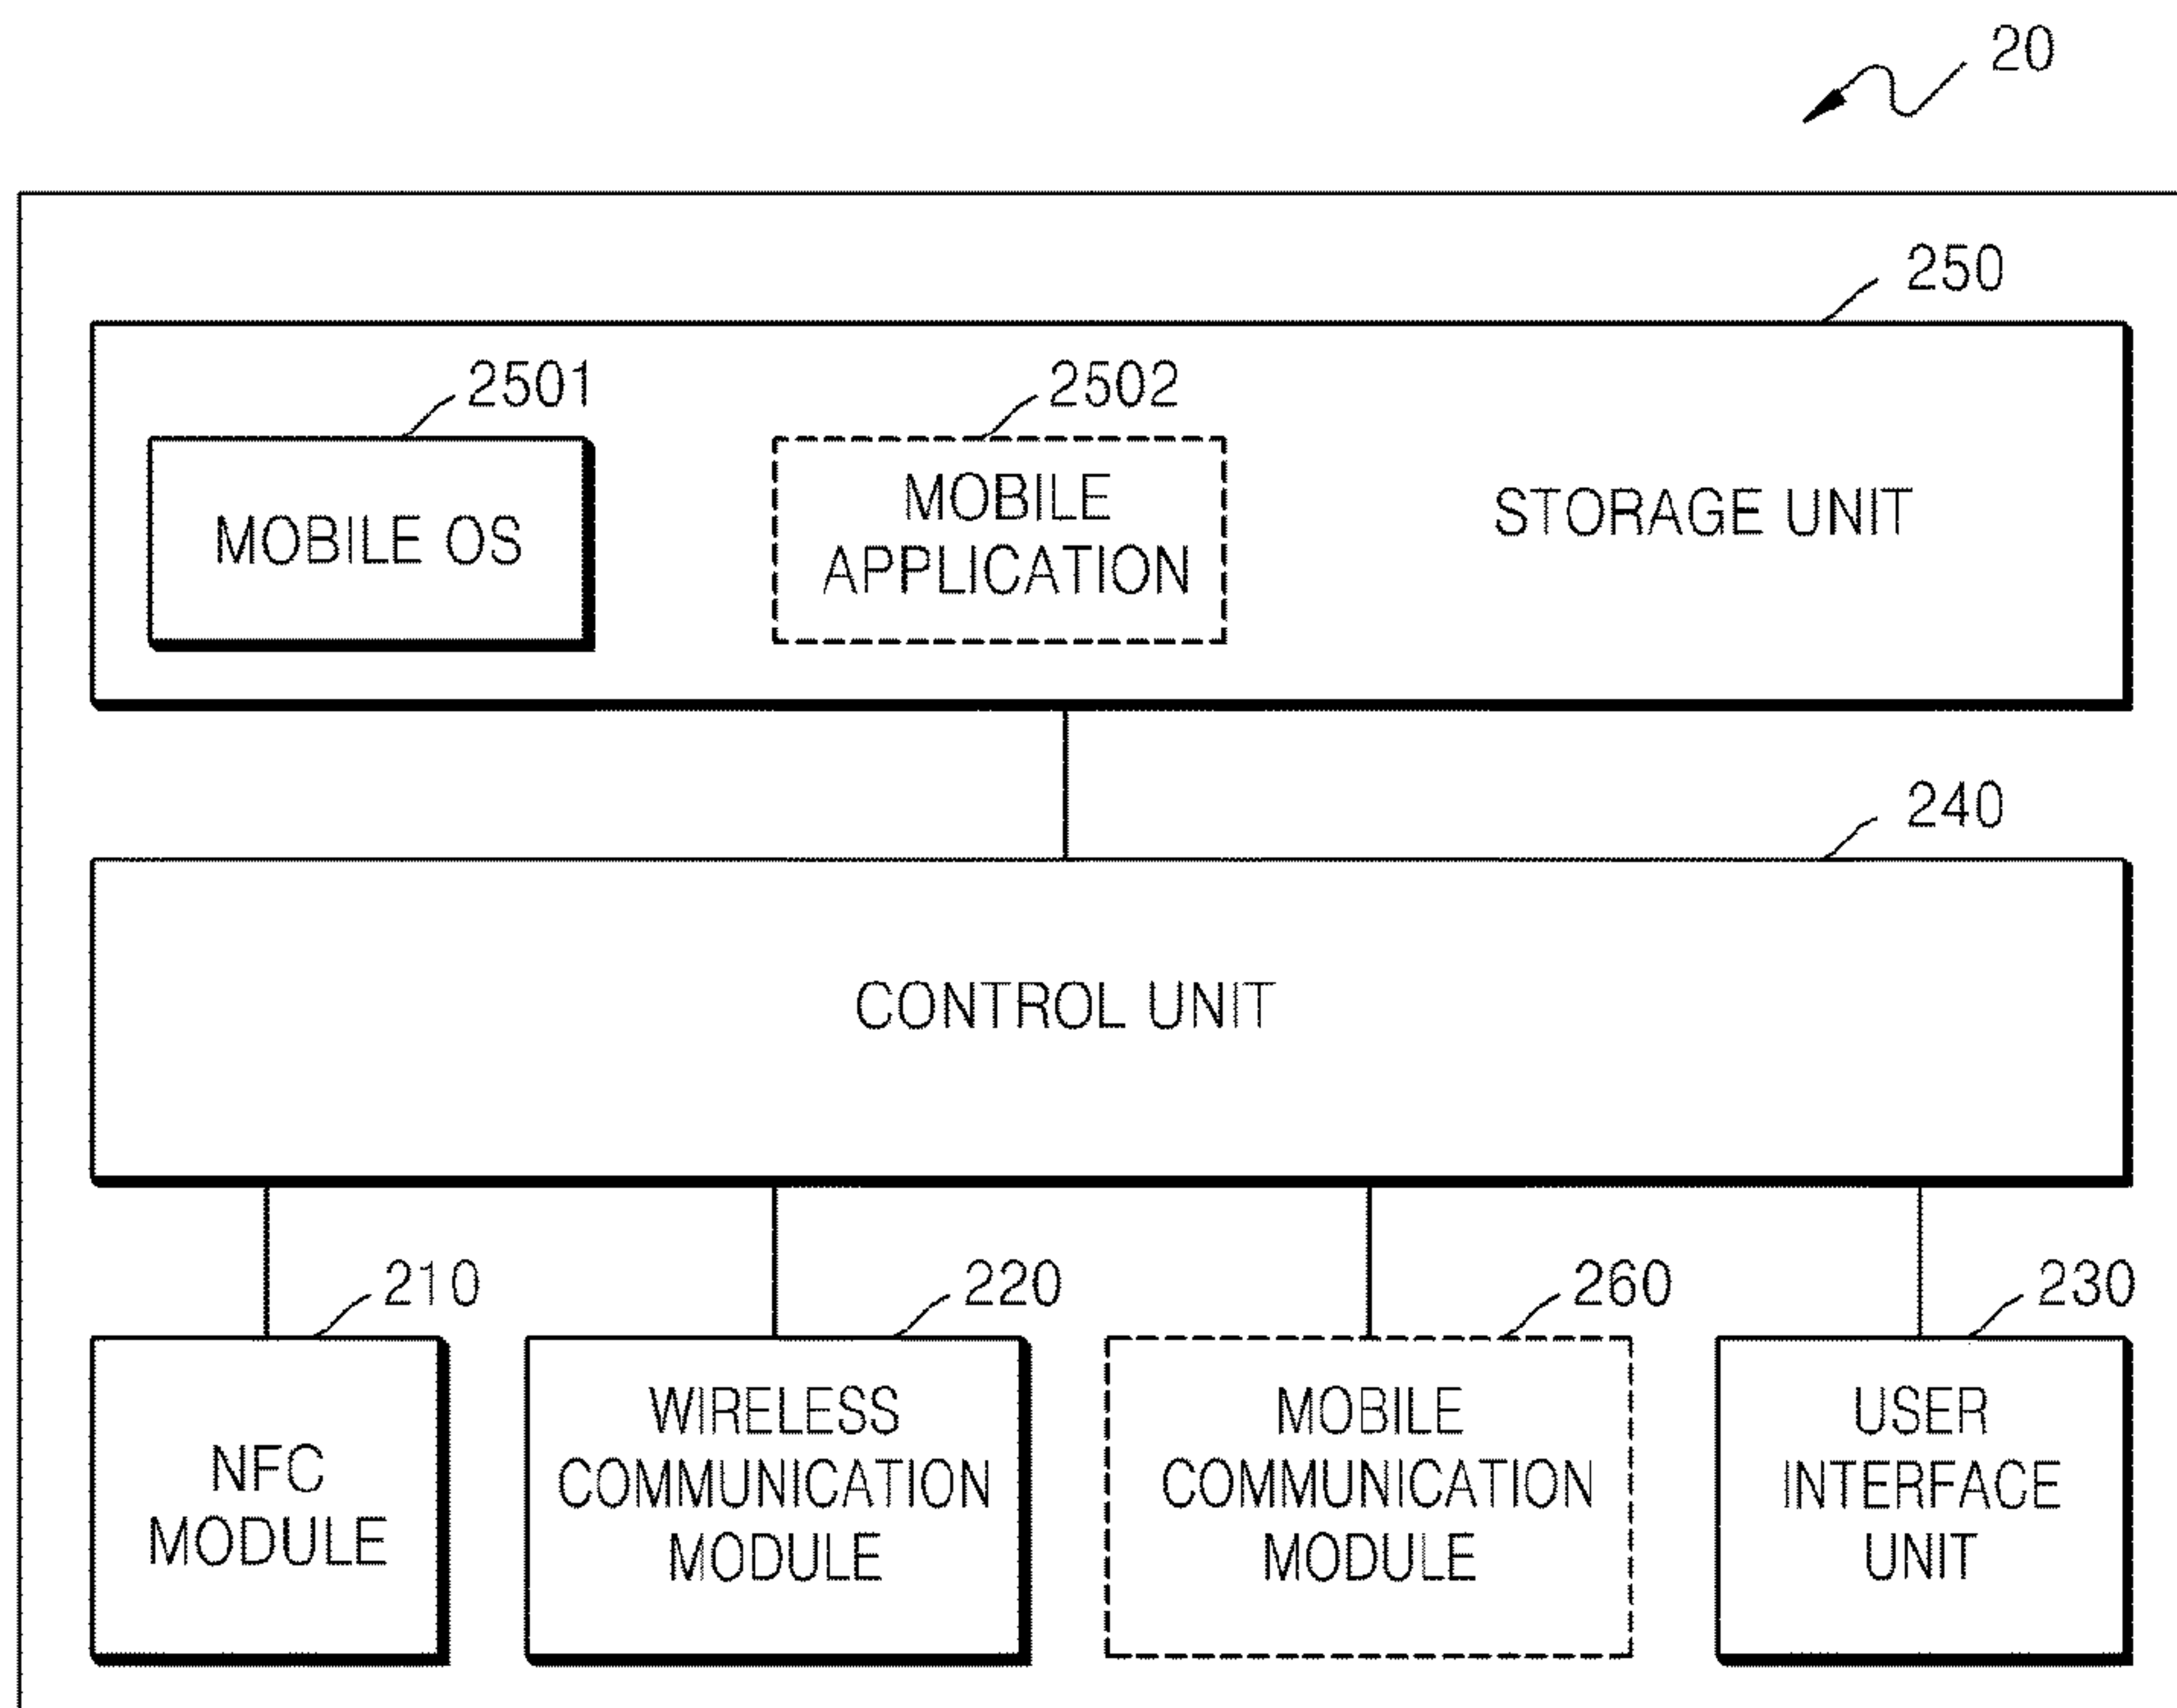 20
250
2501
2502
MOBILE OS
MOBILE
APPLICATION
STORAGE UNIT
240
CONTROL UNIT
210
220
260
230
NFC
MODULE
WIRELESS
COMMUNICATION
MODULE
MOBILE
COMMUNICATION
MODULE
USER
INTERFACE
UNIT